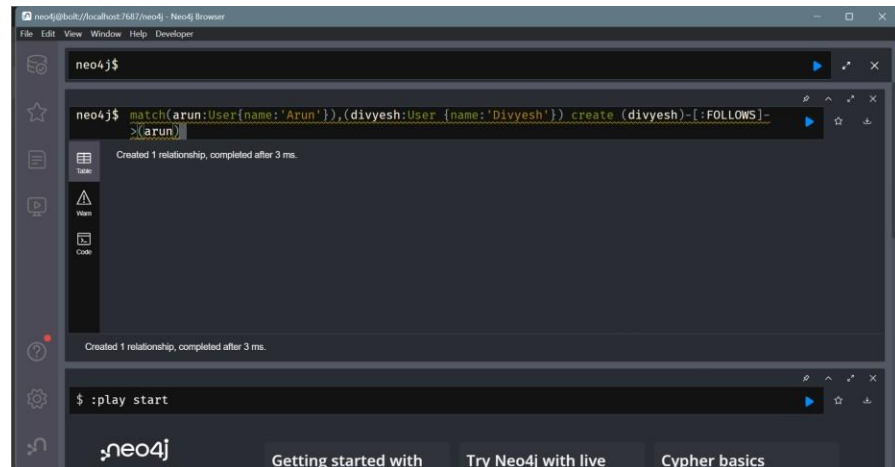 neo4j@bolt://localhost:7687/neo4j - Neo4j Browser
File Edit View Window Help Developer
neo4j$
neo4j$ match(arun:User{name:'Arun'}),(divyesh:User {name:'Divyesh'}) create (divyesh)-[:FOLLOWS]-
>(arun)
Table
Created 1 relationship, completed after 3 ms.
Warn
Code
Created 1 relationship, completed after 3 ms.
$ :play start
neo4j
Getting started with
Try Neo4j with live
Cypher basics